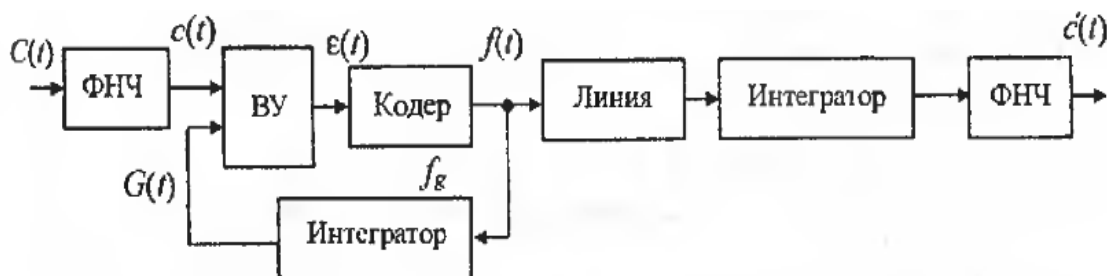 C(t)
ФНЧ
c(t)
ВУ
ε(t)
Кодер
f(t)
Линия
Интегратор
ФНЧ
c'(t)
G(t)
Интегратор
f_g